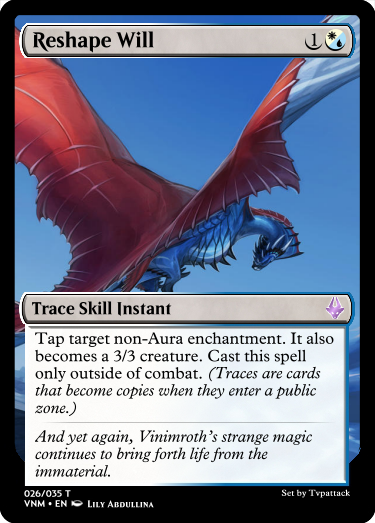 Reshape Will 1
Trace Skill Instant
Tap target non-Aura enchantment. It also
becomes a 3/3 creature. Cast this spell
only outside of combat. (Traces are cards
that become copies when they enter a public
zone.)
And yet again, Vinimroth's strange magic
continues to bring forth life from the
immaterial.
026/035 T
VNM • EN Lily Abdullina
Set by Tvpattack